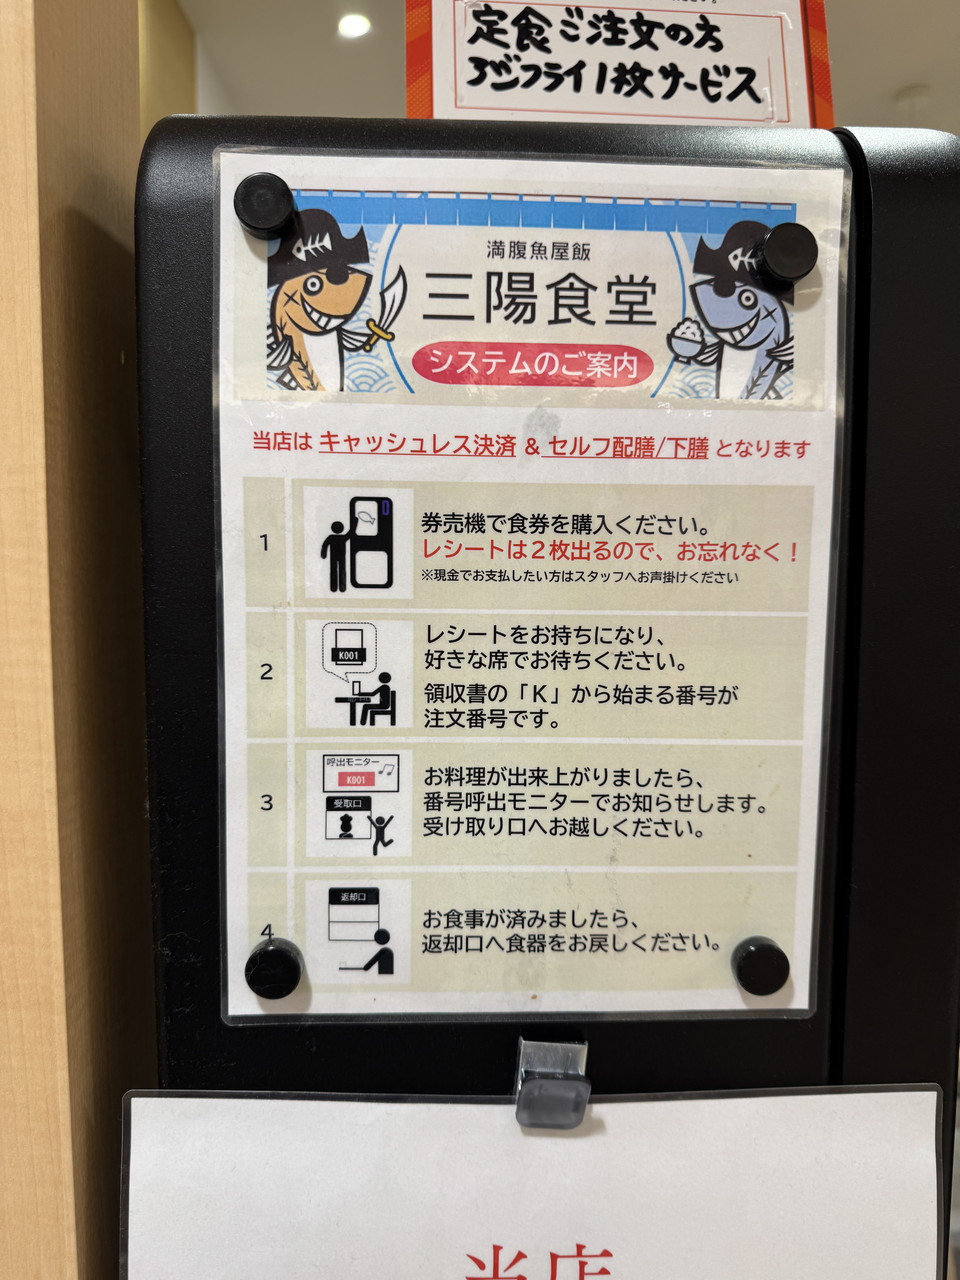 定食ご注文の方
アジフライ1枚サービス
満腹魚屋飯
三陽食堂
システムのご案内
当店は キャッシュレス決済 & セルフ配膳/下膳 となります
1
券売機で食券を購入ください。
レシートは2枚出るので、お忘れなく！
※現金でお支払したい方はスタッフへお声掛けください
2
K001
レシートをお持ちになり、
好きな席でお待ちください。
領収書の「K」から始まる番号が
注文番号です。
3
呼出モニター
K001
受取口
お料理が出来上がりましたら、
番号呼出モニターでお知らせします。
受け取り口へお越しください。
4
返却口
お食事が済みましたら、
返却口へ食器をお戻しください。
当店